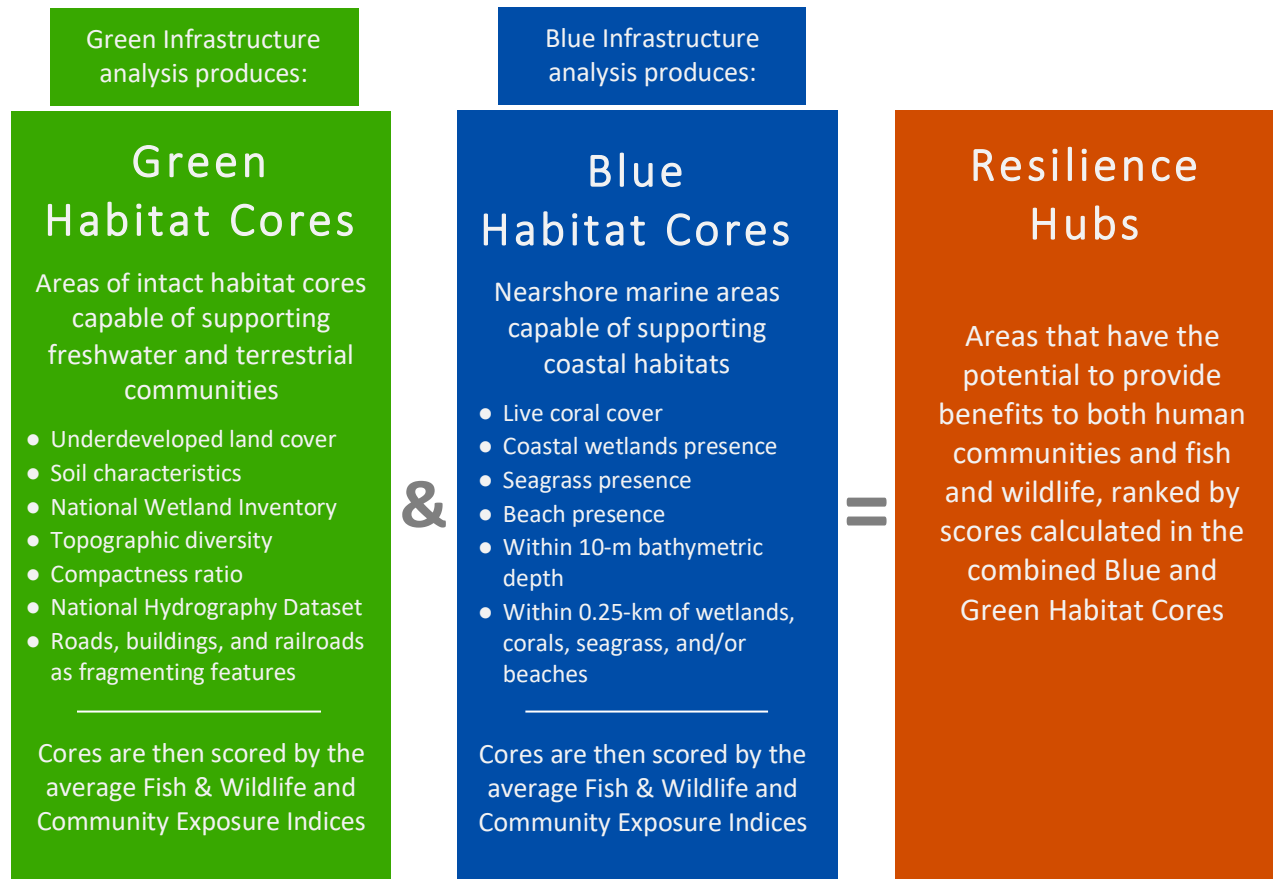 Green Infrastructure
analysis produces:
Green
Habitat Cores
Areas of intact habitat cores
capable of supporting
freshwater and terrestrial
communities
● Underdeveloped land cover
● Soil characteristics
● National Wetland Inventory
● Topographic diversity
● Compactness ratio
● National Hydrography Dataset
● Roads, buildings, and railroads
as fragmenting features
Cores are then scored by the
average Fish & Wildlife and
Community Exposure Indices
&
Blue Infrastructure
analysis produces:
Blue
Habitat Cores
Nearshore marine areas
capable of supporting
coastal habitats
● Live coral cover
● Coastal wetlands presence
● Seagrass presence
● Beach presence
● Within 10-m bathymetric
depth
● Within 0.25-km of wetlands,
corals, seagrass, and/or
beaches
Cores are then scored by the
average Fish & Wildlife and
Community Exposure Indices
=
Resilience
Hubs
Areas that have the
potential to provide
benefits to both human
communities and fish
and wildlife, ranked by
scores calculated in the
combined Blue and
Green Habitat Cores